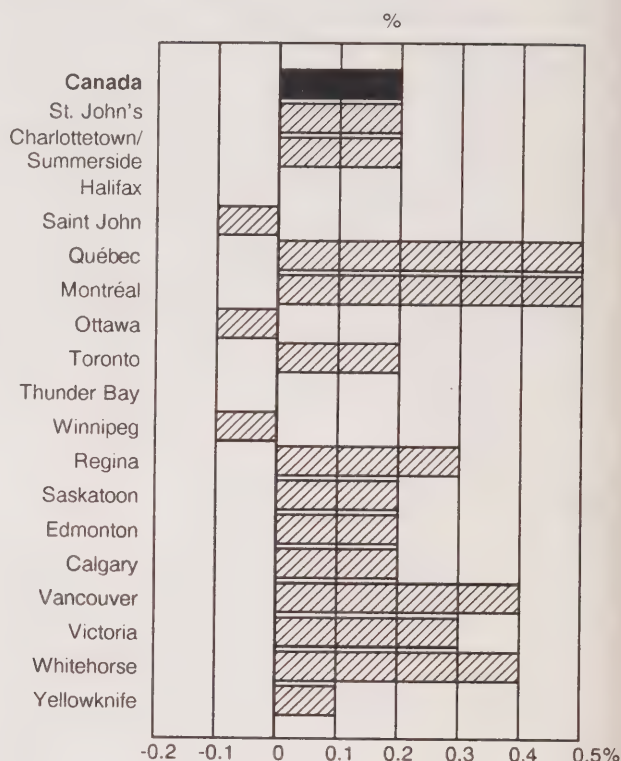 %
Canada
St. John's
Charlottetown/
Summerside
Halifax
Saint John
Québec
Montréal
Ottawa
Toronto
Thunder Bay
Winnipeg
Regina
Saskatoon
Edmonton
Calgary
Vancouver
Victoria
Whitehorse
Yellowknife
-0.2 -0.1 0 0.1 0.2 0.3 0.4 0.5%